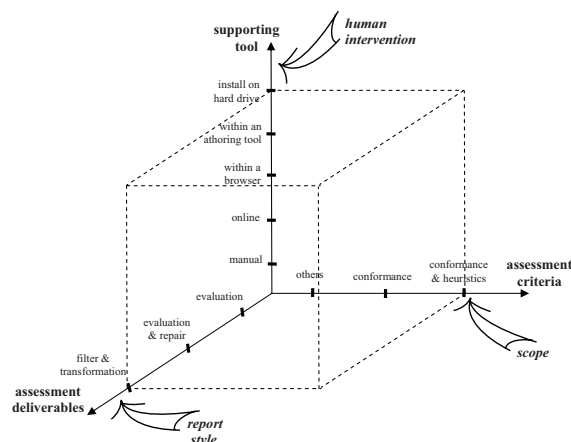 supporting
tool
human
intervention
install on
hard drive
within an
athoring tool
within a
browser
online
manual
others
conformance
conformance
& heuristics
assessment
criteria
evaluation
evaluation
& repair
filter &
transformation
assessment
deliverables
scope
report
style